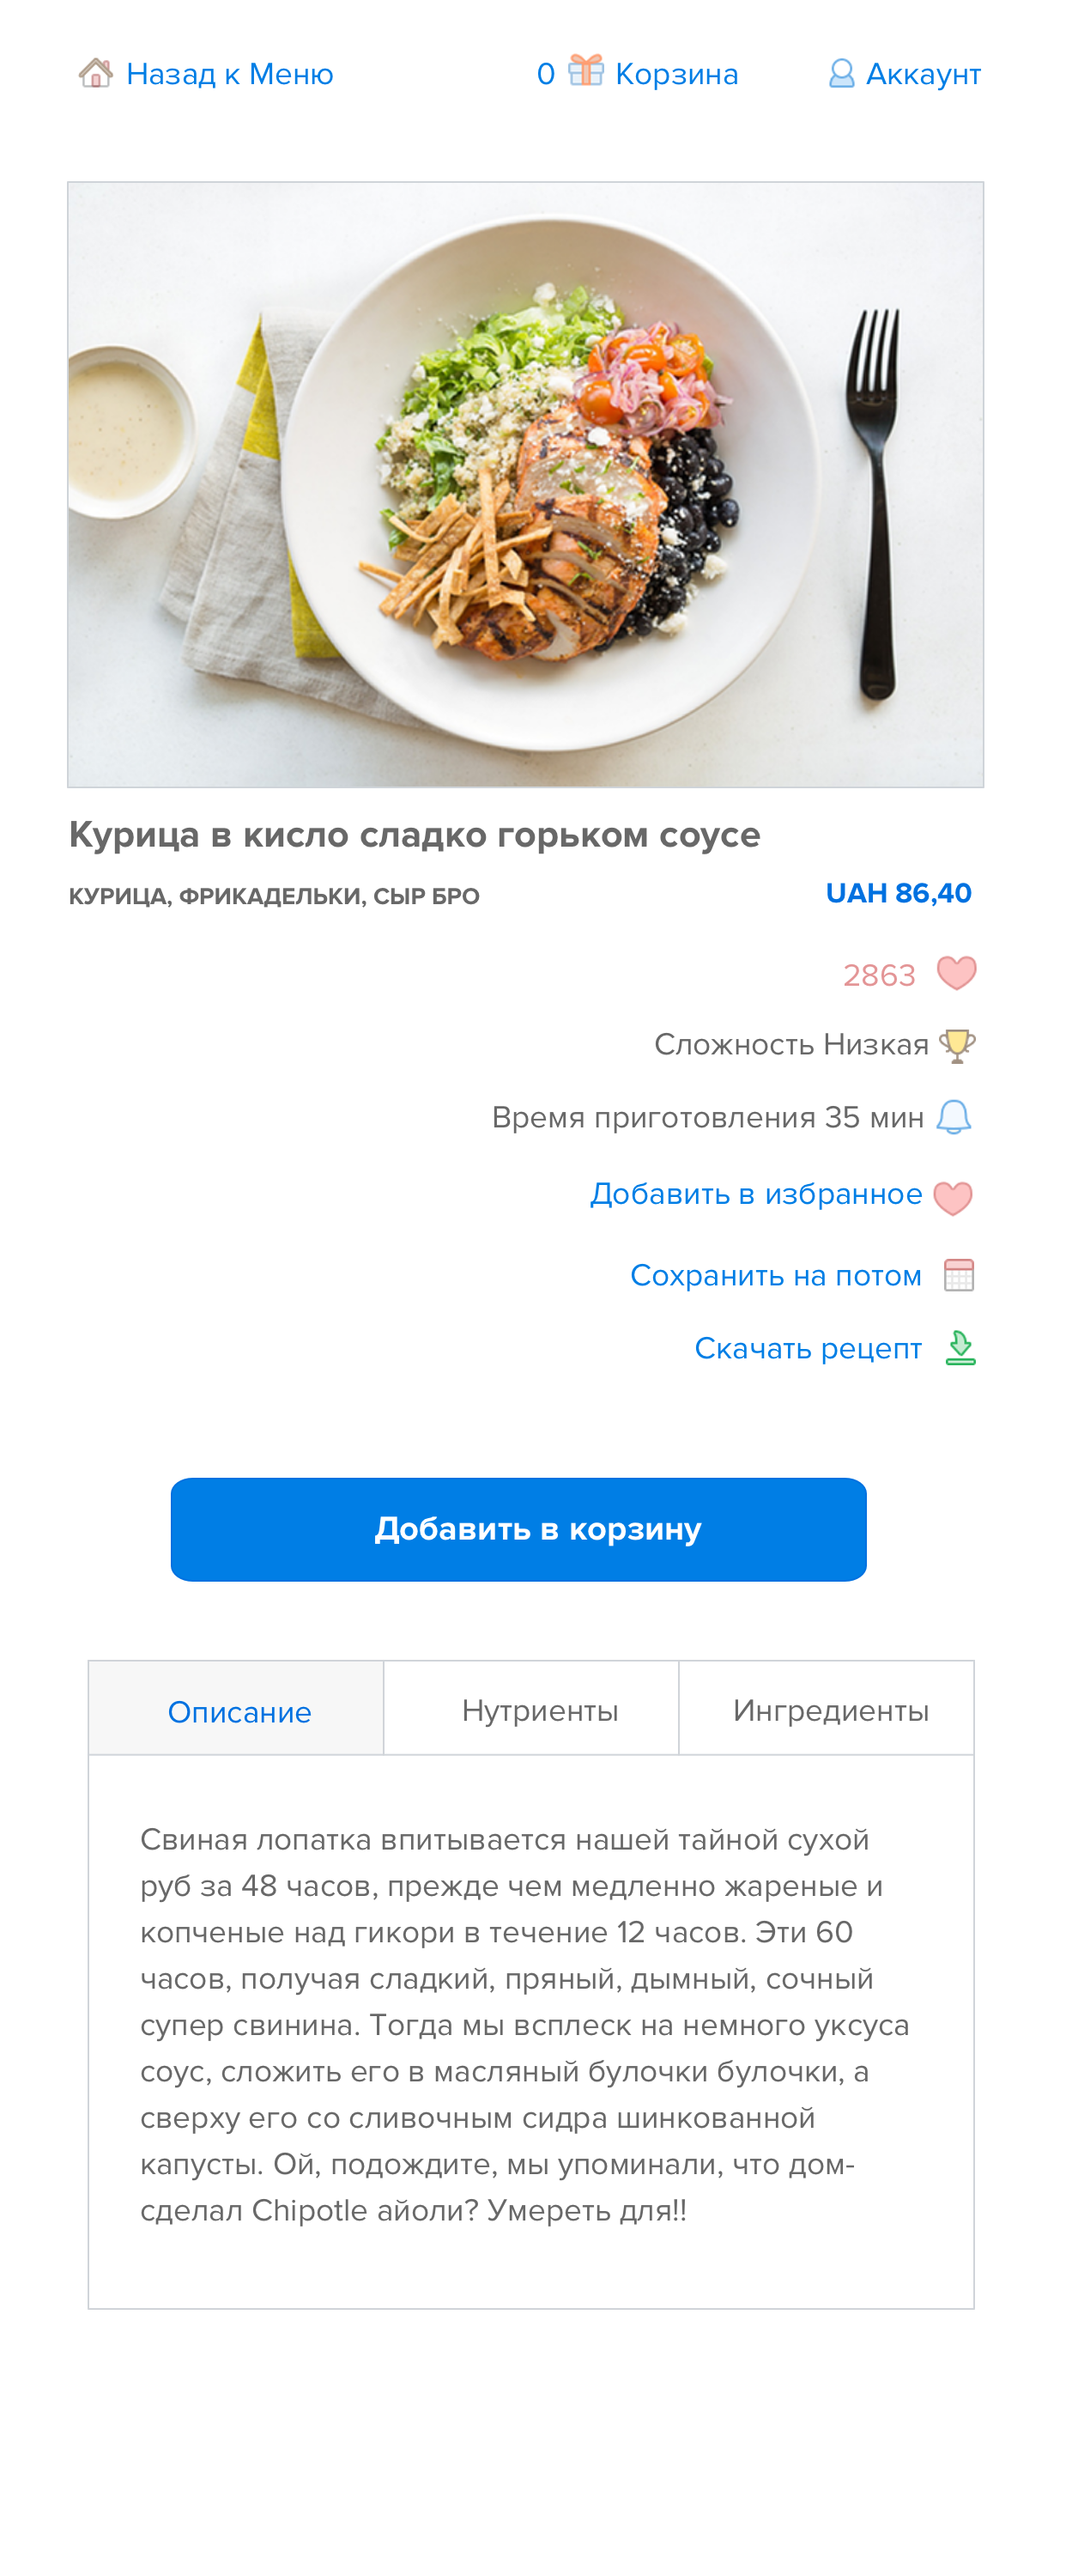 Назад к Меню
0 Корзина
Аккаунт
Курица в кисло сладко горьком соусе
КУРИЦА, ФРИКАДЕЛЬКИ, СЫР БРО
UAH 86,40
2863
Сложность Низкая
Время приготовления 35 мин
Добавить в избранное
Сохранить на потом
Скачать рецепт
Добавить в корзину
Описание
Нутриенты
Ингредиенты
Свиная лопатка впитывается нашей тайной сухой
руб за 48 часов, прежде чем медленно жареные и
копченые над гикори в течение 12 часов. Эти 60
часов, получая сладкий, пряный, дымный, сочный
супер свинина. Тогда мы всплеск на немного уксуса
соус, сложить его в масляный булочки булочки, а
сверху его со сливочным сидра шинкованной
капусты. Ой, подождите, мы упоминали, что дом-
сделал Chipotle айоли? Умереть для!!